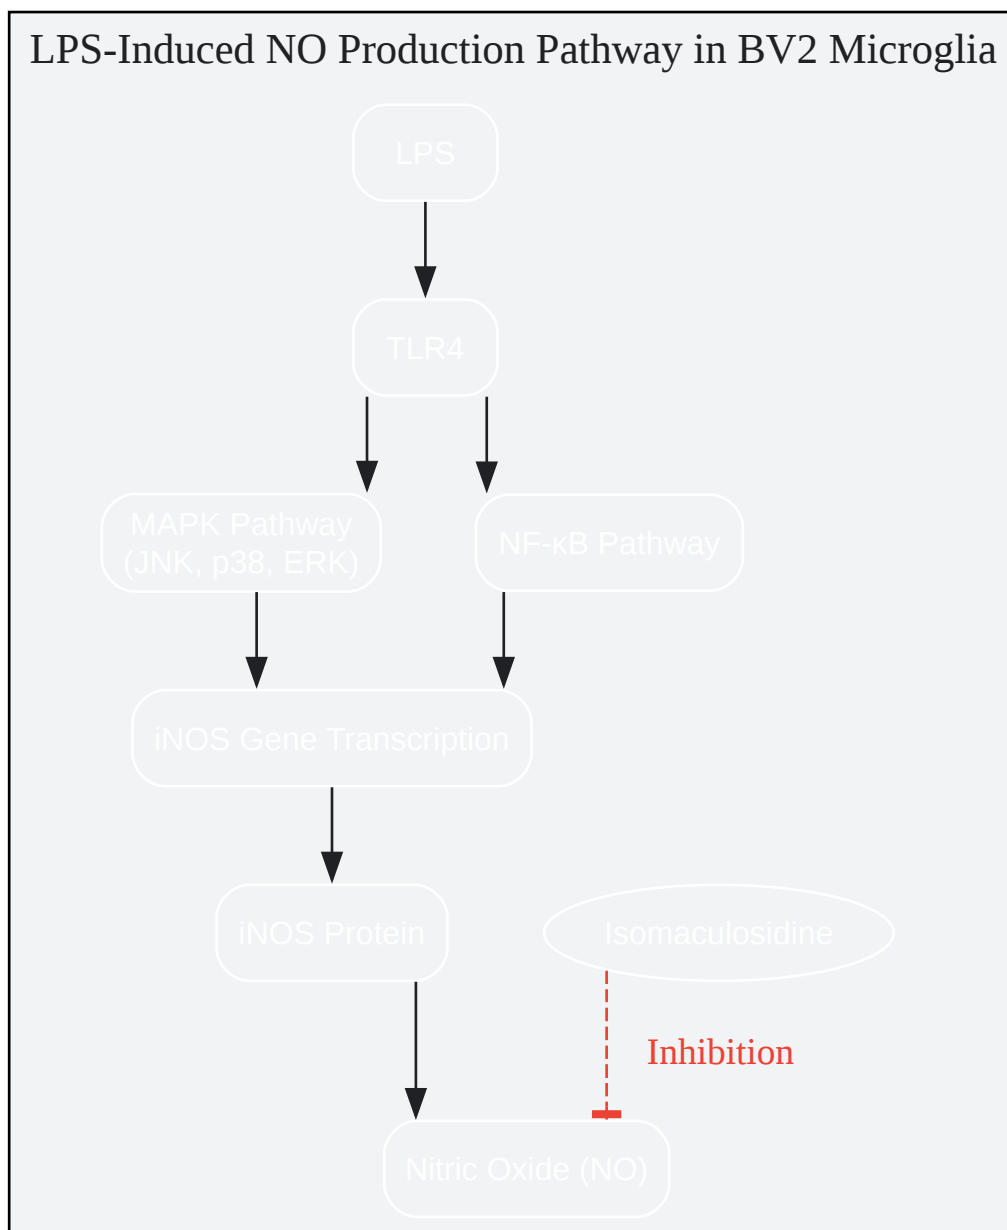 LPS-Induced NO Production Pathway in BV2 Microglia
LPS
TLR4
MAPK Pathway
(JNK, p38, ERK)
NF-κB Pathway
iNOS Gene Transcription
iNOS Protein
Isomaculosidine
Inhibition
Nitric Oxide (NO)